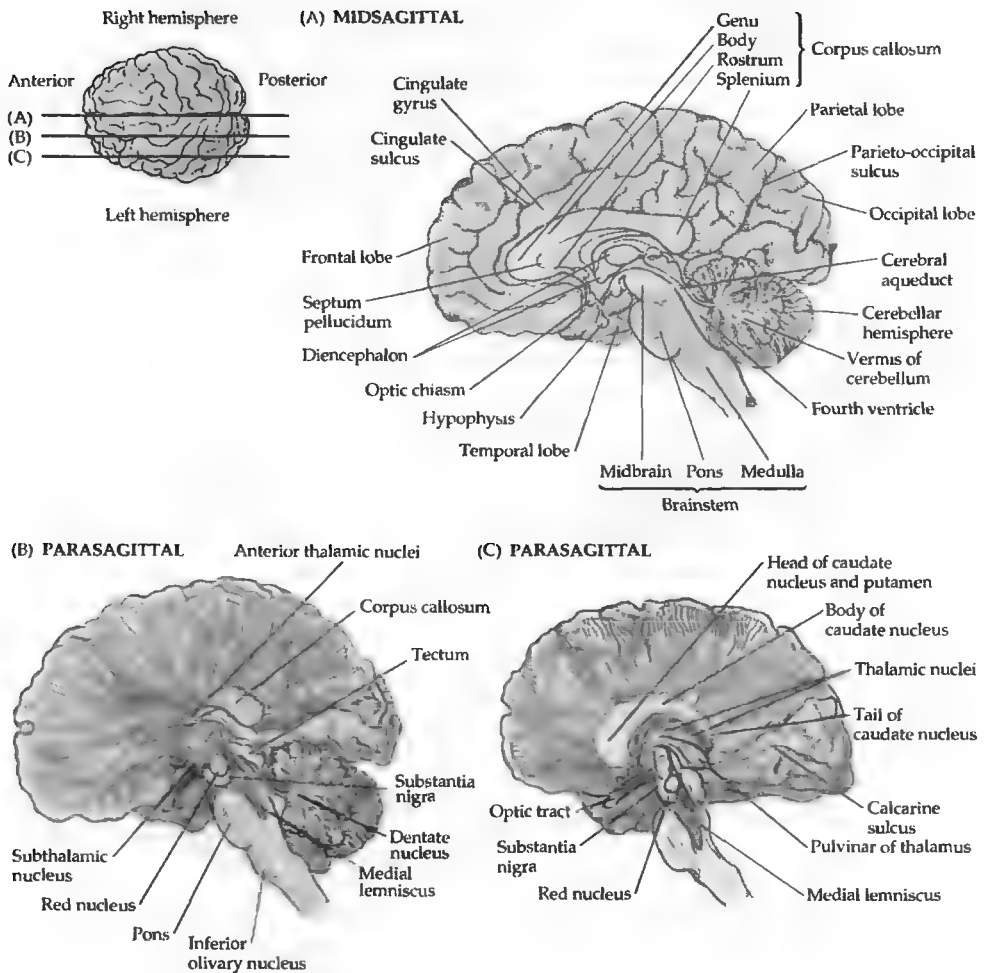 Right hemisphere
Anterior
Posterior
(A)
(B)
(C)
Left hemisphere
(A) MIDSAGITTAL
Genu
Body
Rostrum
Splenium
Corpus callosum
Cingulate
gyrus
Cingulate
sulcus
Parietal lobe
Parieto-occipital
sulcus
Occipital lobe
Frontal lobe
Cerebral
aqueduct
Septum
pellucidum
Cerebellar
hemisphere
Diencephalon
Vermis of
cerebellum
Optic chiasm
Hypophysis
Fourth ventricle
Temporal lobe
Midbrain
Pons
Medulla
Brainstem
(B) PARASAGITTAL
Anterior thalamic nuclei
Corpus callosum
Tectum
Substantia
nigra
Dentate
nucleus
Medial
lemniscus
Subthalamic
nucleus
Red nucleus
Pons
Inferior
olivary nucleus
(C) PARASAGITTAL
Head of caudate
nucleus and putamen
Body of
caudate nucleus
Thalamic nuclei
Tail of
caudate nucleus
Optic tract
Calcarine
sulcus
Substantia
nigra
Pulvinar of thalamus
Red nucleus
Medial lemniscus